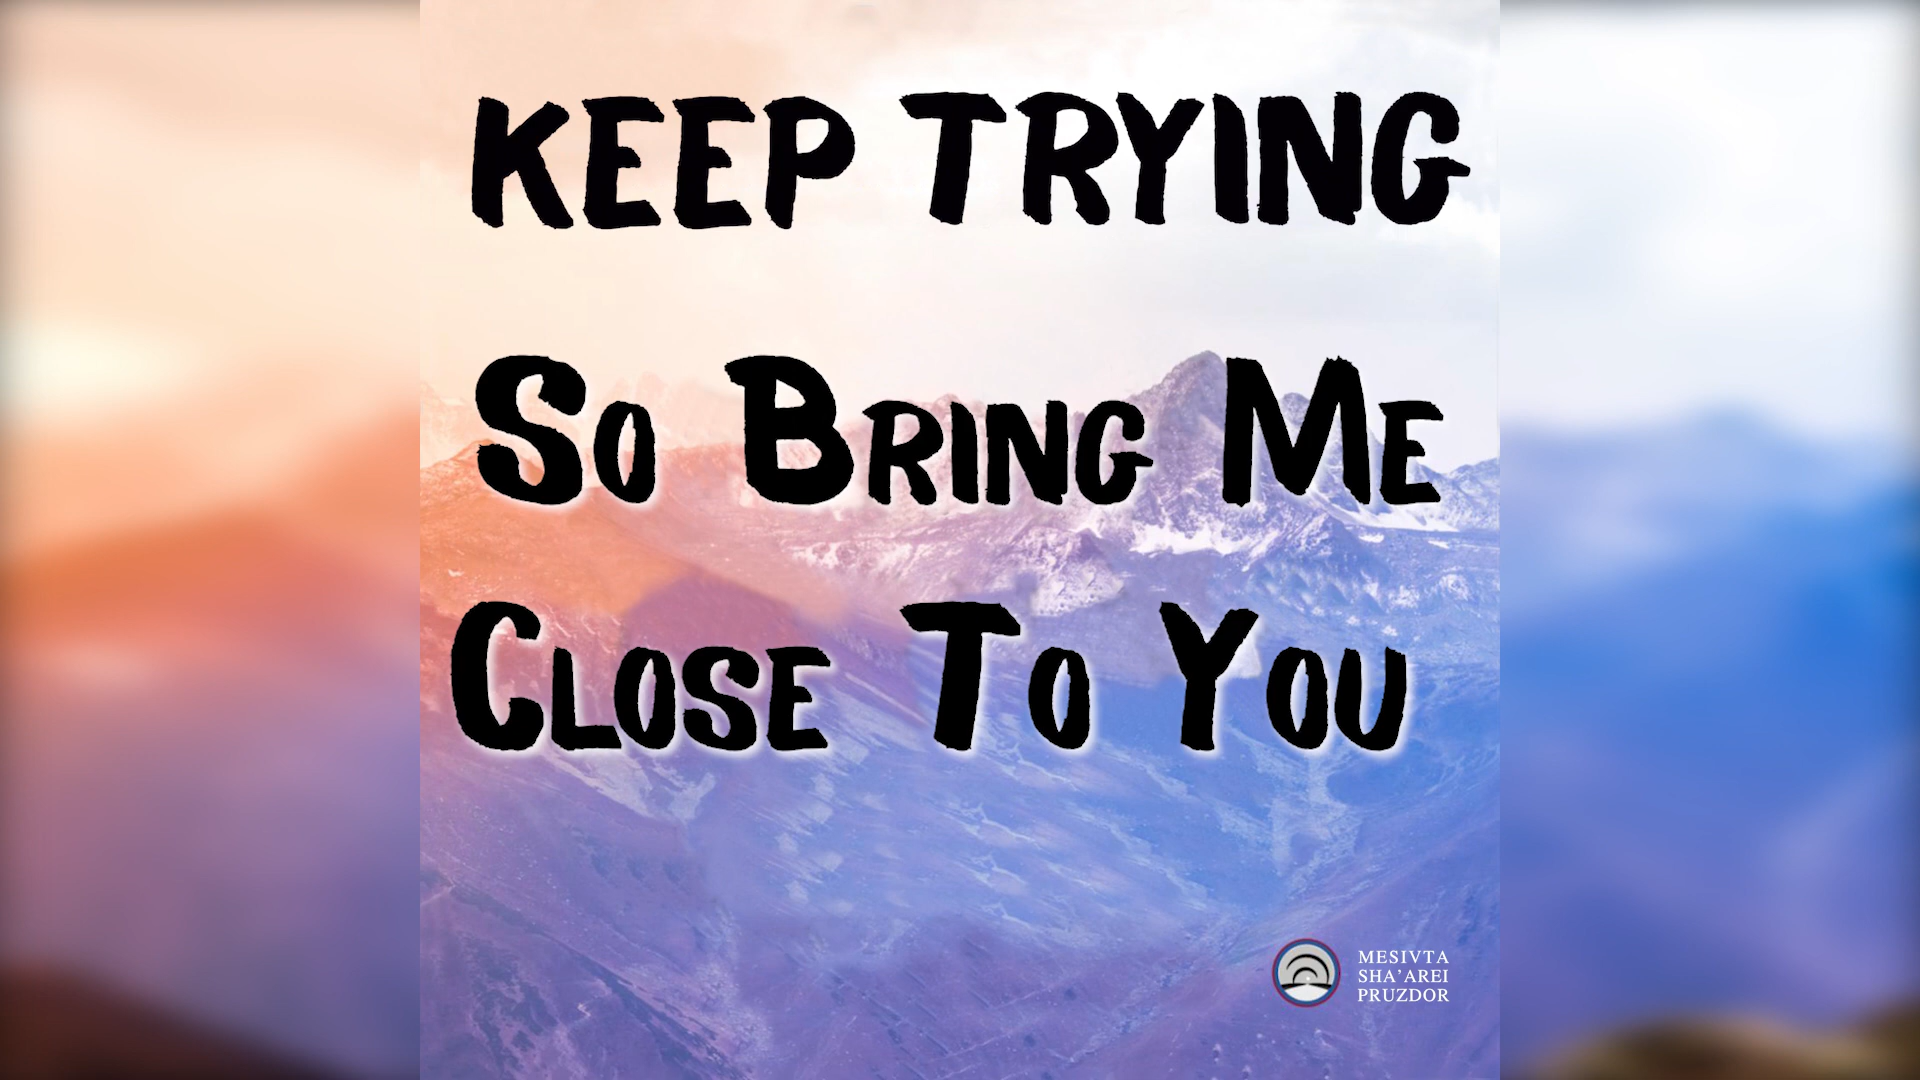 KEEP TRYING
SO BRING ME
CLOSE TO YOU
MESIVTA
SHA'AREI
PRUZDOR